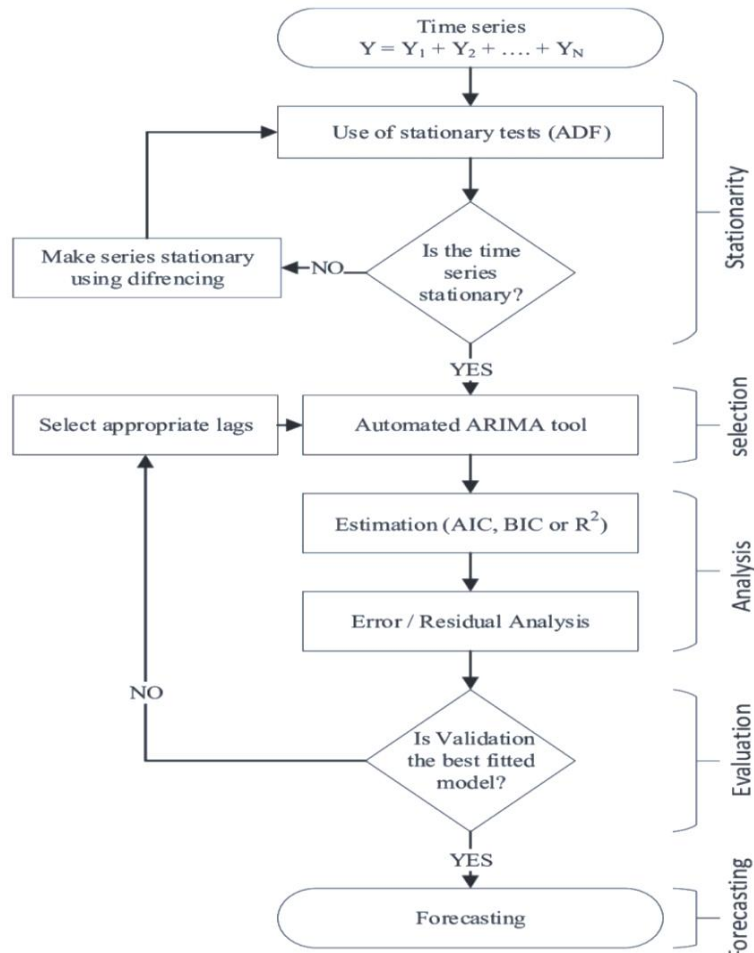 Time series
Y = Y₁ + Y₂ + .... + Y_N
Use of stationary tests (ADF)
Is the time
series
stationary?
NO
Make series stationary
using difrencing
Stationarity
YES
Select appropriate lags
Automated ARIMA tool
selection
Estimation (AIC, BIC or R²)
Error / Residual Analysis
Analysis
NO
Is Validation
the best fitted
model?
Evaluation
YES
Forecasting
Forecasting